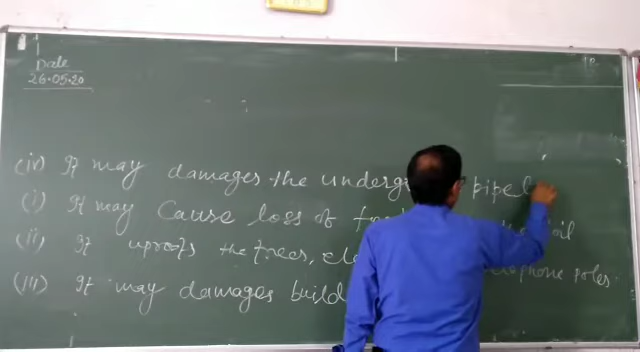 Date
26.05.20
(iv) It may damages the underg pipel
(i) It may Cause loss of oil
(ii) It uproots the trees, ele phone poles.
(iii) It may damages build